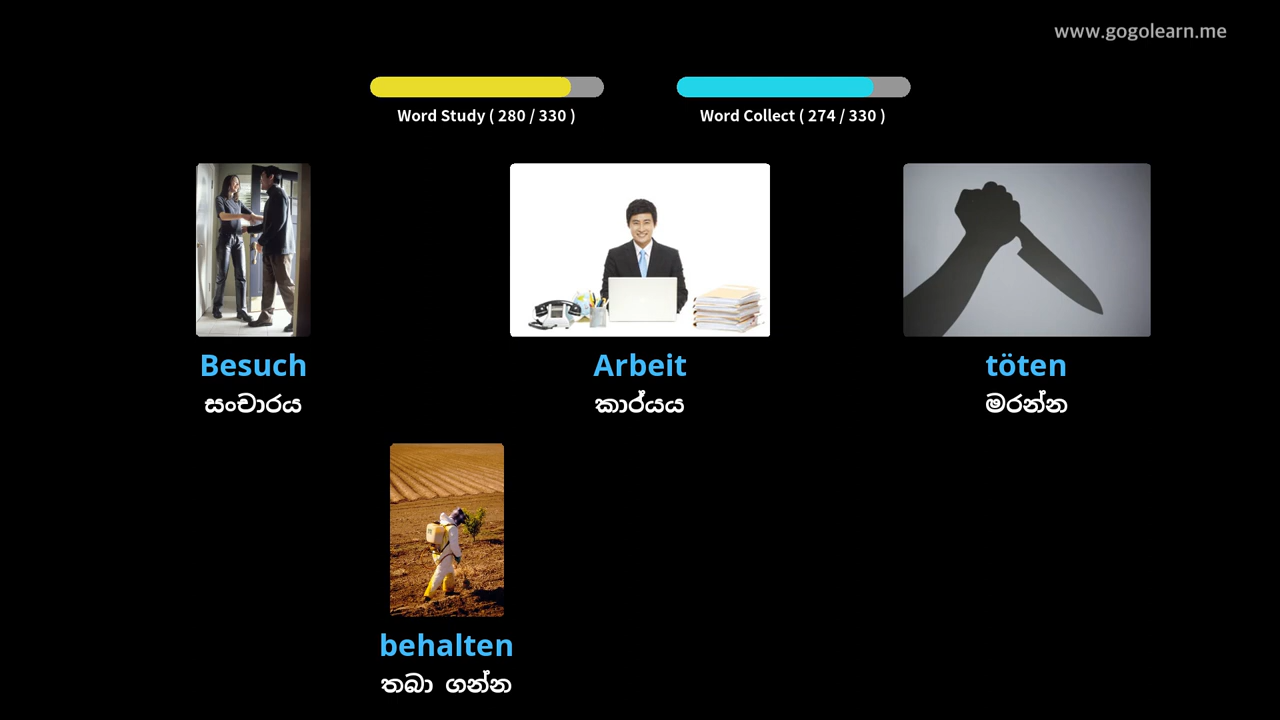 www.gogolearn.me
Word Study ( 280 / 330 )
Word Collect ( 274 / 330 )
Besuch
සංචාරය
Arbeit
කාර්යය
töten
මරන්න
behalten
තබා ගන්න